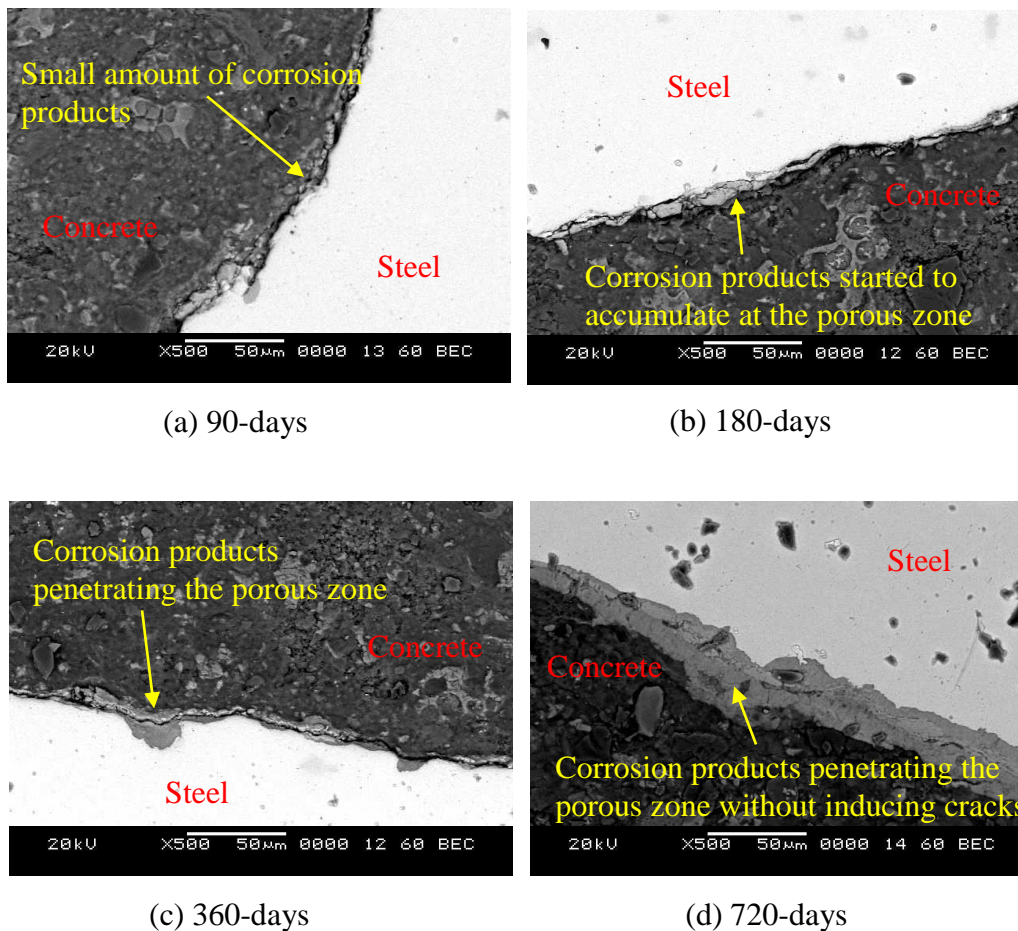 Small amount of corrosion
products
Concrete
Steel
20kV X500 50μm 0000 13 60 BEC
(a) 90-days
Steel
Concrete
Corrosion products started to
accumulate at the porous zone
20kV X500 50μm 0000 12 60 BEC
(b) 180-days
Corrosion products
penetrating the porous zone
Concrete
Steel
20kV X500 50μm 0000 12 60 BEC
(c) 360-days
Steel
Concrete
Corrosion products penetrating the
porous zone without inducing cracks
20kV X500 50μm 0000 14 60 BEC
(d) 720-days